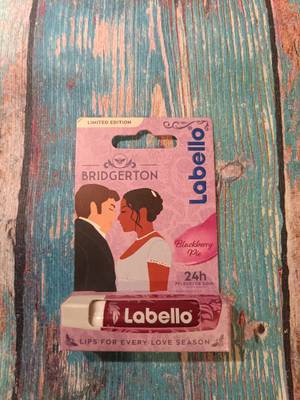 LIMITED EDITION
BRIDGERTON
Labello
Blackberry
Pie
24h
Labello
LIPS FOR EVERY LOVE SEASON